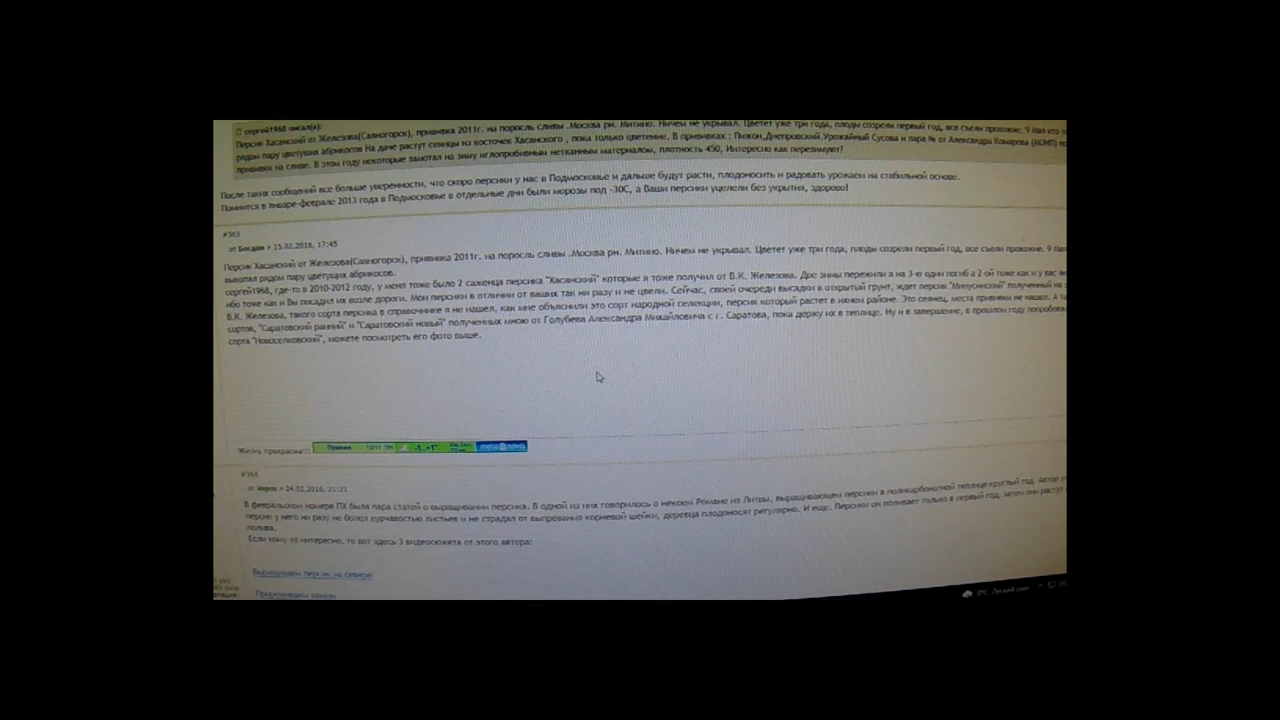 сергей1968 писал(а):
Персик Хасанский от Железова(Саяногорск), прививка 2011г. на поросль сливы .Москва рн. Митино. Ничем не укрывал. Цветет уже три года, плоды созрели первый год, все съели прохожие. 9 мая кто
рядом пару цветущих абрикосов На даче растут сеянцы из косточек Хасанского , пока только цветение. В прививках : Пижон,Днепровский,Урожайный Сусова и пара № от Александра Комарова
прививки на сливе. В этом году некоторые замотал на зиму иглопробивным нетканным материалом, плотность 450, Интересно как перезимуют?
После таких сообщений все больше уверенности, что скоро персики у нас в Подмосковье и дальше будут расти, плодоносить и радовать урожаем на стабильной основе.
Помнится в январе-феврале 2013 года в Подмосковье в отдельные дни были морозы под -30С, а Ваши персики уцелели без укрытия, здорово!
#363
от Богдан » 15.02.2016, 17:45
Персик Хасанский от Железова(Саяногорск), прививка 2011г. на поросль сливы .Москва рн. Митино. Ничем не укрывал. Цветет уже три года, плоды созрели первый год, все съели прохожие. 9 мая
выкопал рядом пару цветущих абрикосов.
сергей1968, где-то в 2010-2012 году, у меня тоже было 2 саженца персика "Хасанский" которые я тоже получил от В.К. Железова. Две зимы пережили а на 3-ю один погиб а 2 ой тоже как и у вас
ибо тоже как и Вы посадил их возле дороги. Мои персики в отличии от ваших так ни разу и не цвели. Сейчас, своей очереди высадки в открытый грунт, ждет персик "Минусинский" полученный на
В.К. Железова, такого сорта персика в справочнике я не нашел, как мне объяснили это сорт народной селекции, персик который растет в ихнем районе. Это сеянец, места прививки не нашел. А
сортов, "Саратовский ранний" и "Саратовский новый" полученных мною от Голубева Александра Михайловича с г. Саратова, пока держу их в теплице. Ну и в завершение, в прошлом году
сорта "Новоселковский", можете посмотреть его фото выше.
Жизнь прекрасна!!!
#364
» 24.02.2016, 21:21
В февральском номере ПХ была пара статей о выращивании персика. В одной из них говорилось о некоем Романе из Литвы, выращивающем персики в поликарбонатной теплице круглый год. Автор
персик у него ни разу не болел курчавостью листьев и не страдал от выпревания корневой шейки, деревца плодоносят регулярно. И еще. Персики он поливает только в первый год, затем они растут
полива.
Если кому-то интересно, то вот здесь 3 видеосюжета от этого автора:
Выращиваем персик на севере
0°C